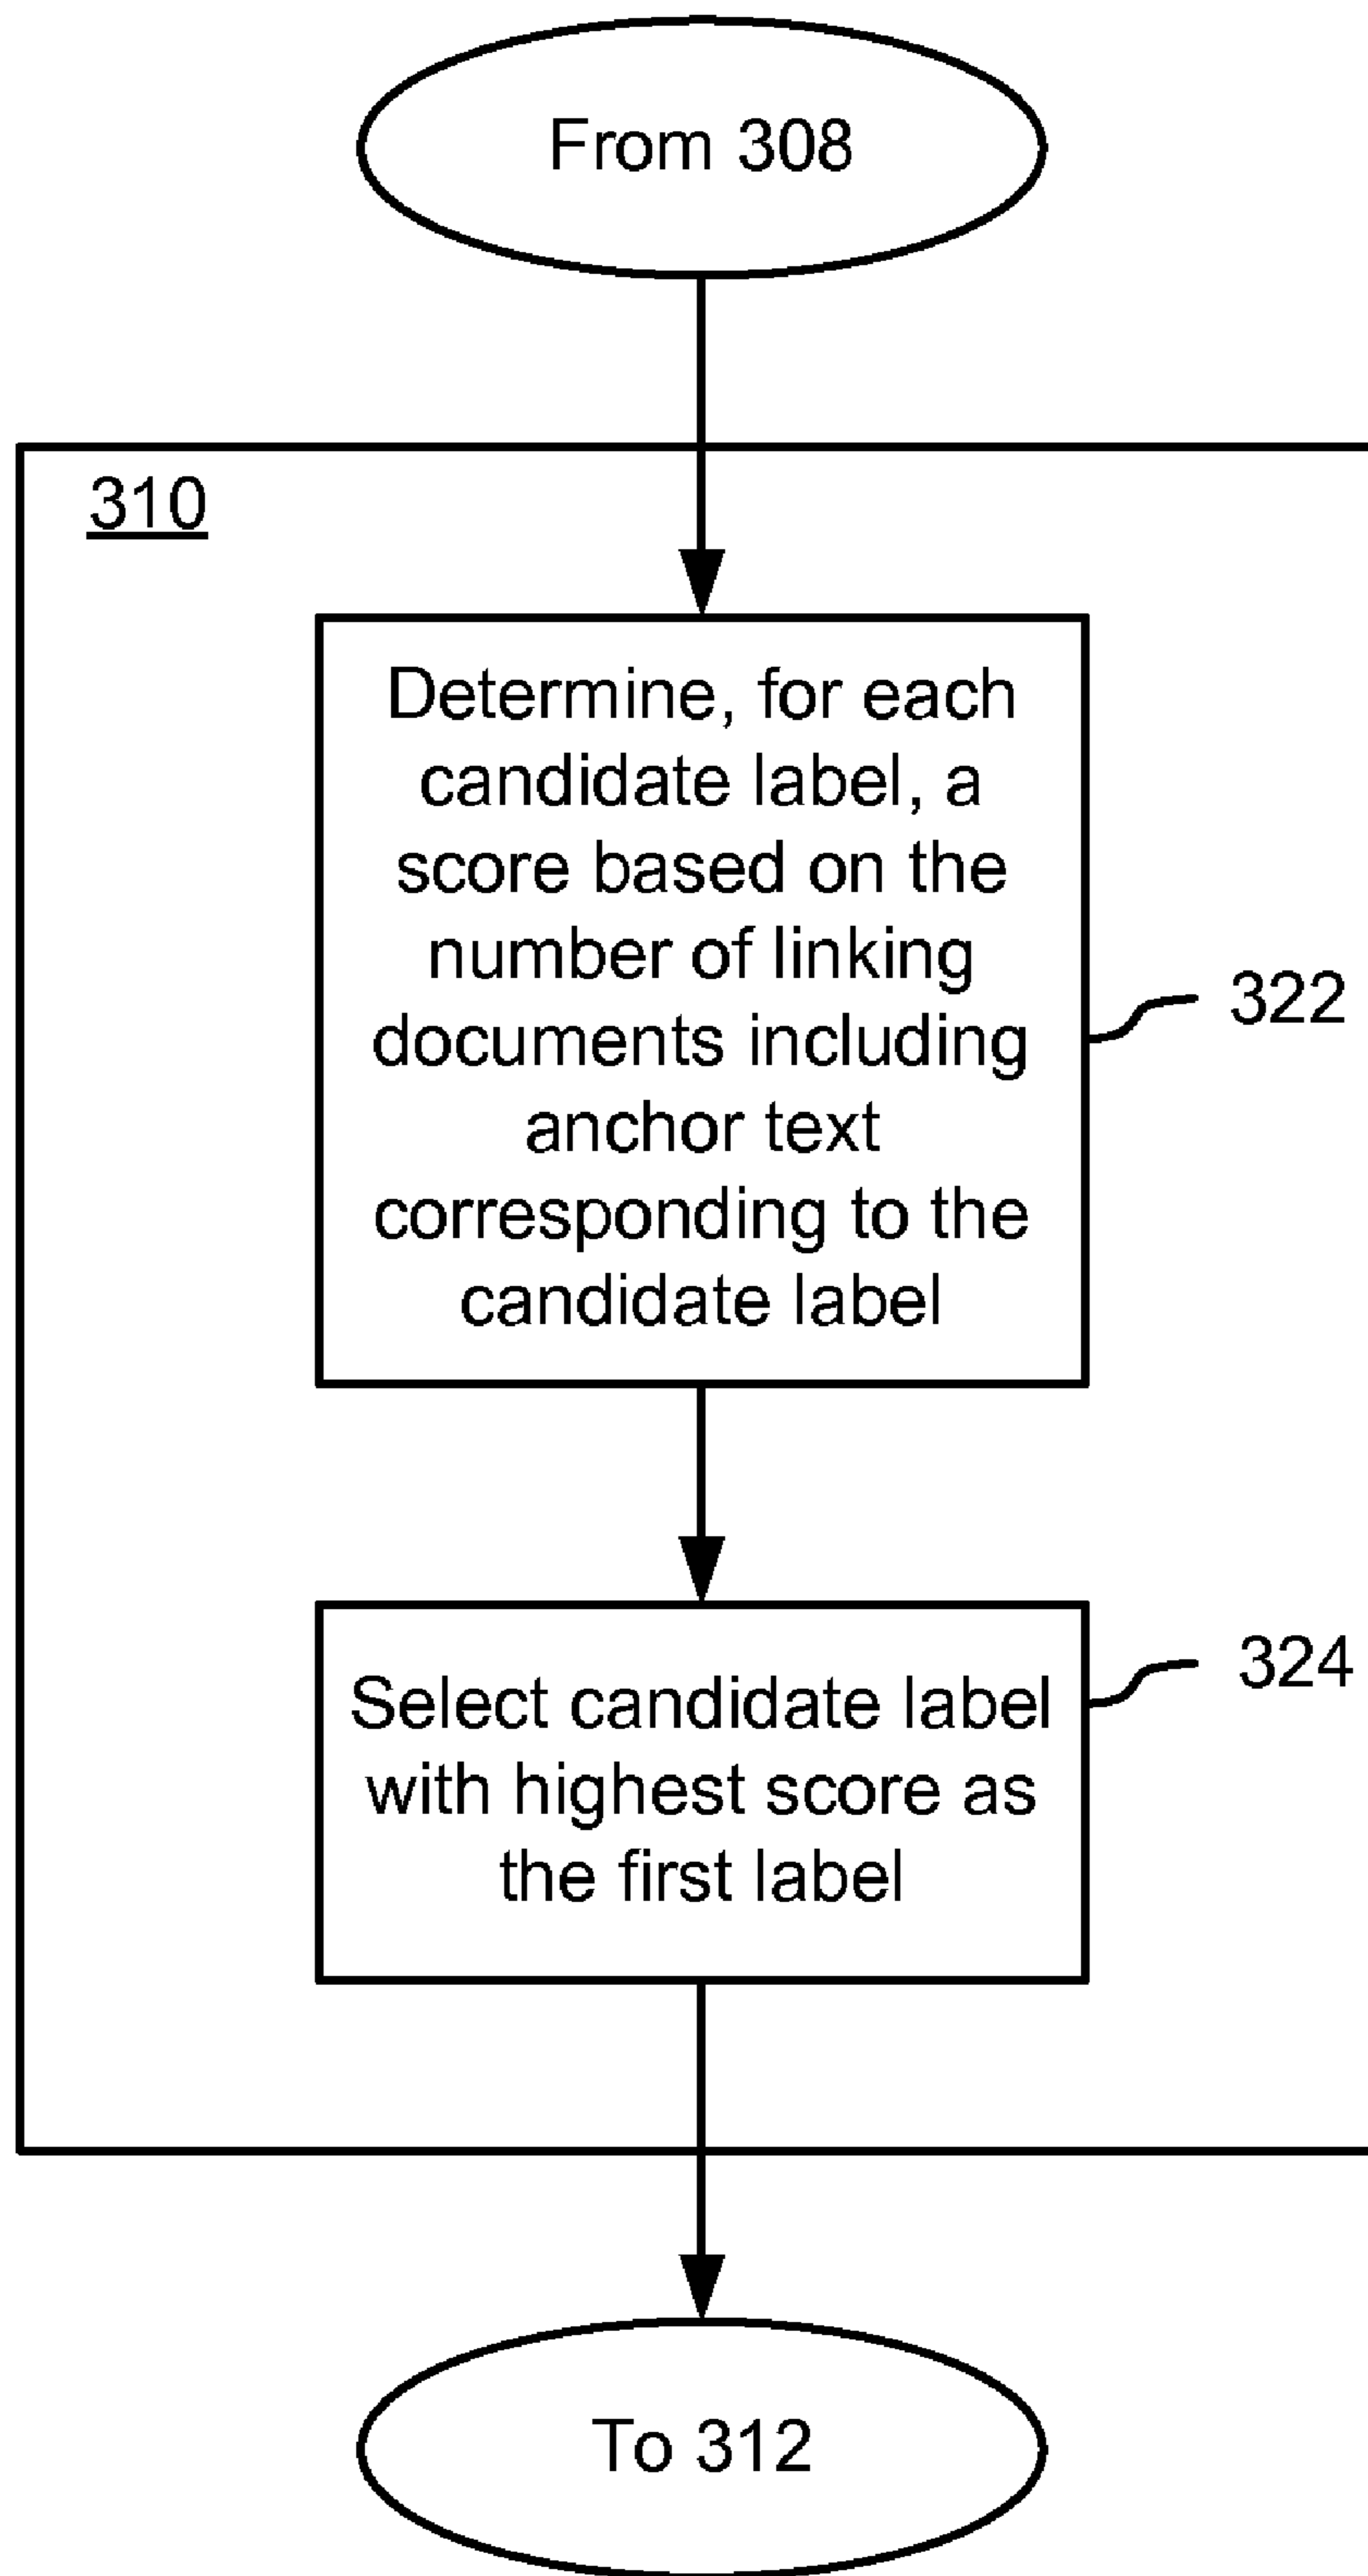 From 308
310
Determine, for each
candidate label, a
score based on the
number of linking
documents including
anchor text
corresponding to the
candidate label
322
Select candidate label
with highest score as
the first label
324
To 312